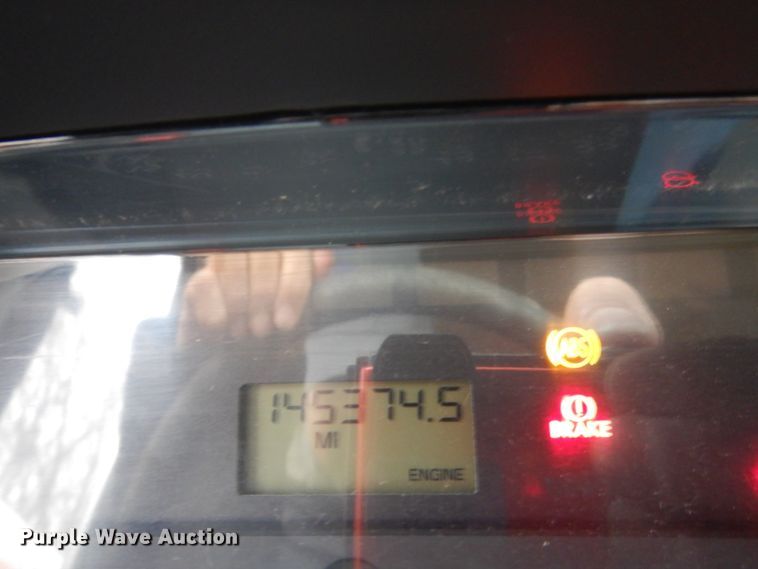 ABS
145374.5
BRAKE
MI
ENGINE
Purple Wave Auction